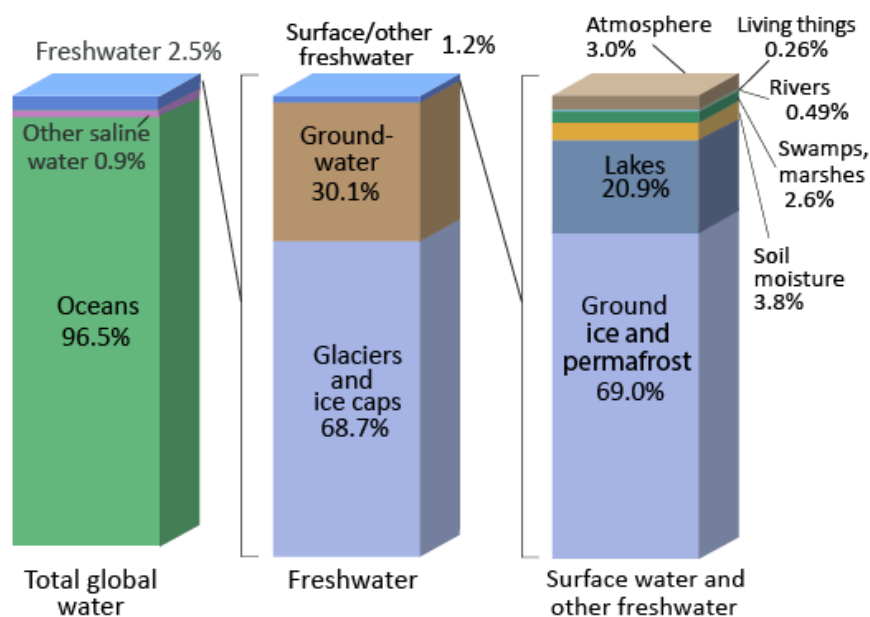 Freshwater 2.5%
Other saline
water 0.9%
Oceans
96.5%
Total global
water
Surface/other
freshwater 1.2%
Ground-
water
30.1%
Glaciers
and
ice caps
68.7%
Freshwater
Atmosphere
3.0%
Living things
0.26%
Rivers
0.49%
Swamps,
marshes
2.6%
Soil
moisture
3.8%
Lakes
20.9%
Ground
ice and
permafrost
69.0%
Surface water and
other freshwater